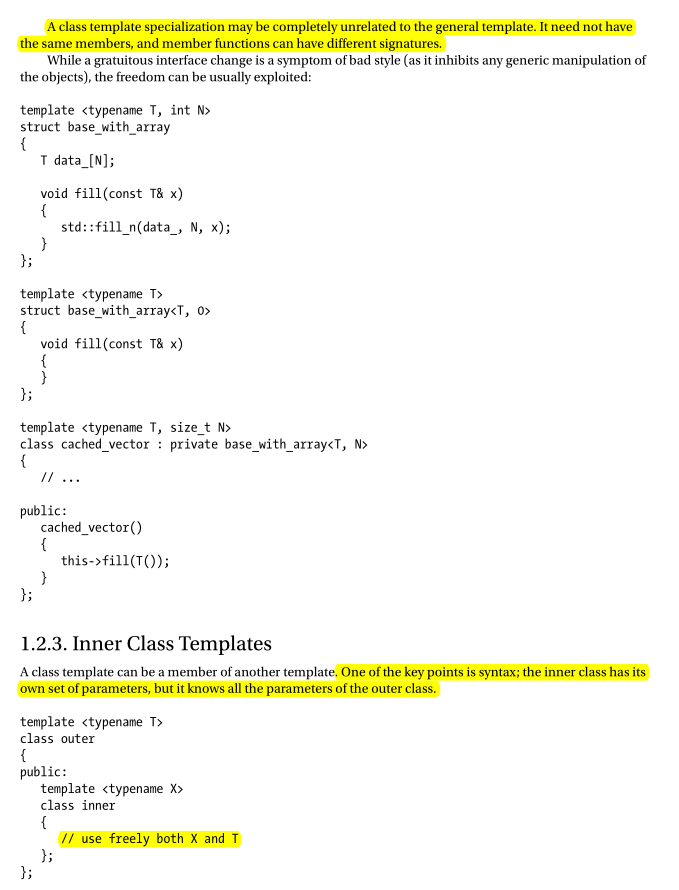 A class template specialization may be completely unrelated to the general template. It need not have
the same members, and member functions can have different signatures.
While a gratuitous interface change is a symptom of bad style (as it inhibits any generic manipulation of
the objects), the freedom can be usually exploited:
template <typename T, int N>
struct base_with_array
{
T data_[N];
void fill(const T& x)
{
std::fill_n(data_, N, x);
}
};
template <typename T>
struct base_with_array<T, 0>
{
void fill(const T& x)
{
}
};
template <typename T, size_t N>
class cached_vector : private base_with_array<T, N>
{
// ...
public:
cached_vector()
{
this->fill(T());
}
};
1.2.3. Inner Class Templates
A class template can be a member of another template. One of the key points is syntax; the inner class has its
own set of parameters, but it knows all the parameters of the outer class.
template <typename T>
class outer
{
public:
template <typename X>
class inner
{
// use freely both X and T
};
};